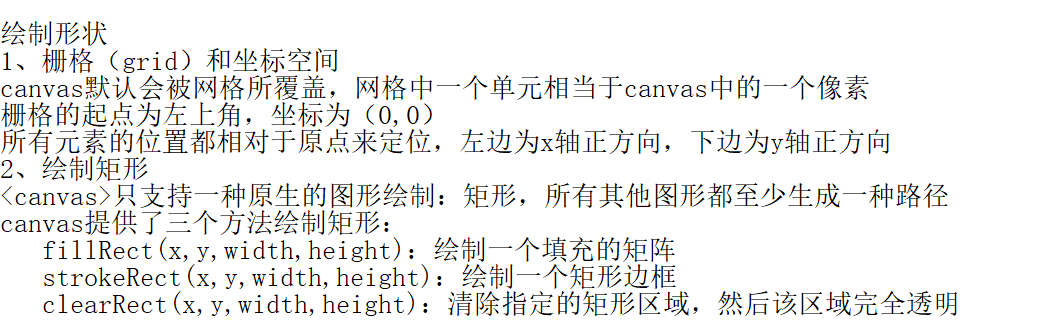 绘制形状
1、栅格（grid）和坐标空间
canvas默认会被网格所覆盖，网格中一个单元相当于canvas中的一个像素
栅格的起点为左上角，坐标为（0,0）
所有元素的位置都相对于原点来定位，左边为x轴正方向，下边为y轴正方向
2、绘制矩形
<canvas>只支持一种原生的图形绘制：矩形，所有其他图形都至少生成一种路径
canvas提供了三个方法绘制矩形：
fillRect(x,y,width,height)：绘制一个填充的矩阵
strokeRect(x,y,width,height)：绘制一个矩形边框
clearRect(x,y,width,height)：清除指定的矩形区域，然后该区域完全透明